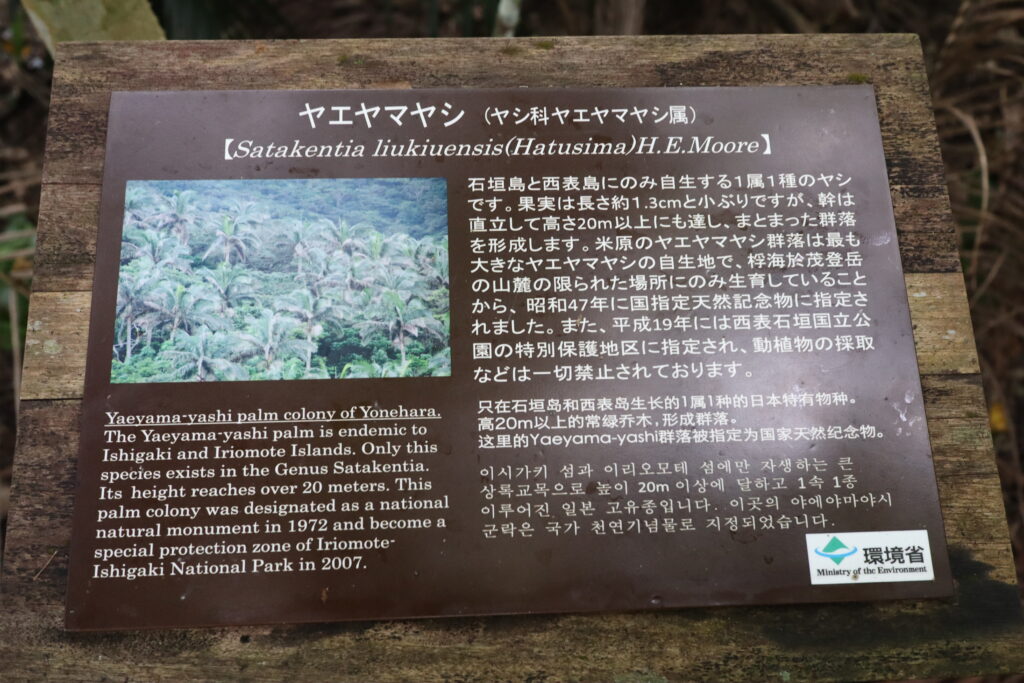 ヤエヤマヤシ（ヤシ科ヤエヤマヤシ属）
【Satakentia liukiuensis(Hatusima)H.E.Moore】
石垣島と西表島にのみ自生する1属1種のヤシ
です。果実は長さ約1.3cmと小ぶりですが、幹は
直立して高さ20m以上にも達し、まとまった群落
を形成します。米原のヤエヤマヤシ群落は最も
大きなヤエヤマヤシの自生地で、桴海於茂登岳
の山麓の限られた場所にのみ生育していること
から、昭和47年に国指定天然記念物に指定さ
れました。また、平成19年には西表石垣国立公
園の特別保護地区に指定され、動植物の採取
などは一切禁止されております。
Yaeyama-yashi palm colony of Yonehara.
The Yaeyama-yashi palm is endemic to
Ishigaki and Iriomote Islands. Only this
species exists in the Genus Satakentia.
Its height reaches over 20 meters. This
palm colony was designated as a national
natural monument in 1972 and become a
special protection zone of Iriomote-
Ishigaki National Park in 2007.
只在石垣岛和西表岛生长的1属1种的日本特有物种。
高20m以上的常绿乔木,形成群落。
这里的Yaeyama-yashi群落被指定为国家天然纪念物。
이시가키 섬과 이리오모테 섬에만 자생하는 큰
상록교목으로 높이 20m 이상에 달하고 1속 1종
이루어진 일본 고유종입니다. 이곳의 야에야마야시
군락은 국가 천연기념물로 지정되었습니다.
環境省
Ministry of the Environment